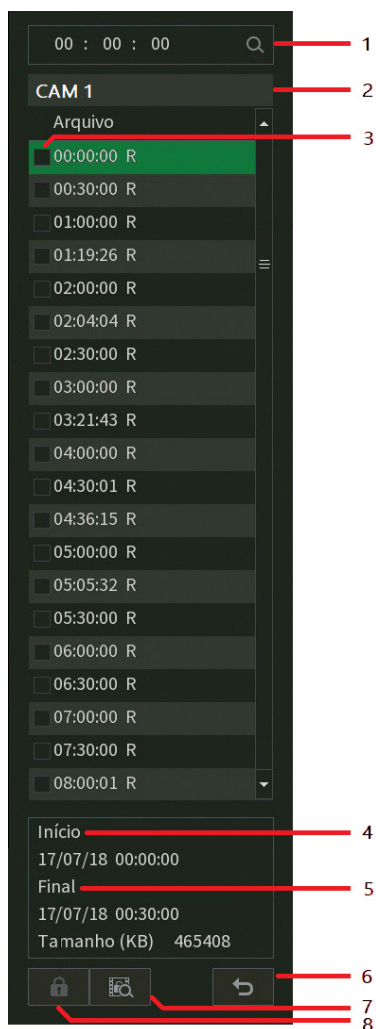 00 : 00 : 00
1
CAM 1
2
Arquivo
3
00:00:00 R
00:30:00 R
01:00:00 R
01:19:26 R
02:00:00 R
02:04:04 R
02:30:00 R
03:00:00 R
03:21:43 R
04:00:00 R
04:30:01 R
04:36:15 R
05:00:00 R
05:05:32 R
05:30:00 R
06:00:00 R
06:30:00 R
07:00:00 R
07:30:00 R
08:00:01 R
Início
4
17/07/18 00:00:00
Final
5
17/07/18 00:30:00
Tamanho (KB) 465408
6
7
8